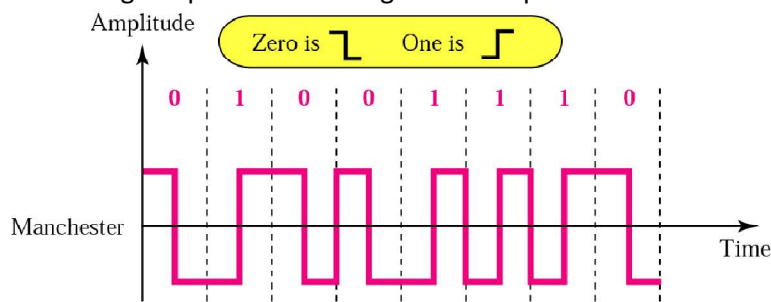 Amplitude
Zero is One is
0 1 0 0 1 1 1 0
Manchester
Time